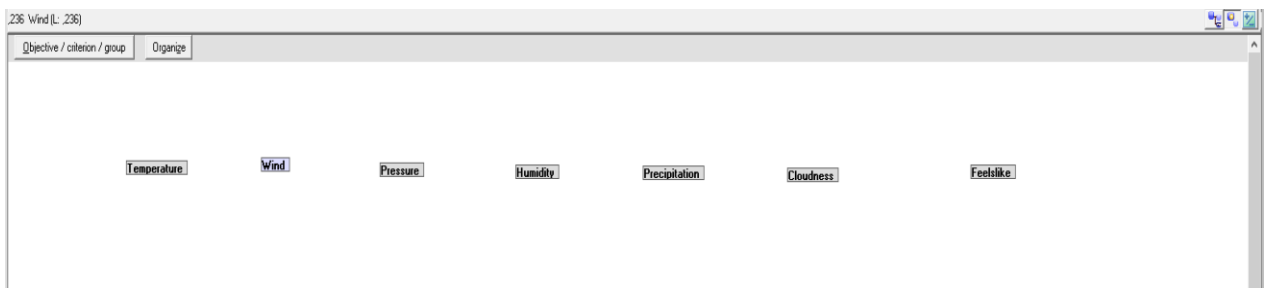 ,236 Wind (L: ,236)
Objective / criterion / group Organize
Temperature Wind Pressure Humidity Precipitation Cloudness Feelslike